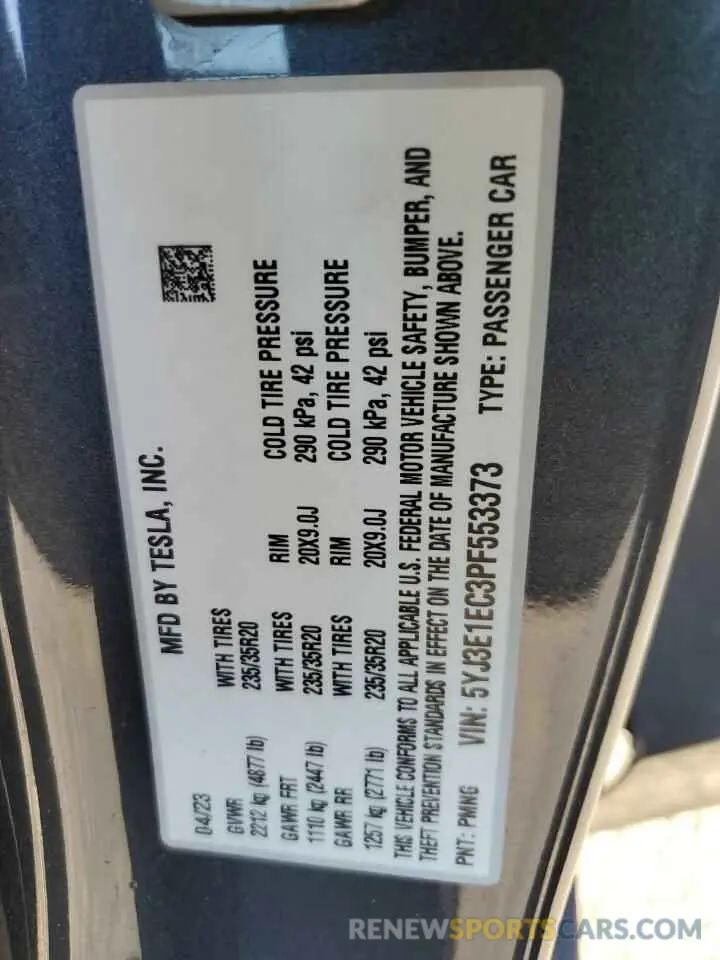 MFD BY TESLA, INC.
04/23
GVWR WITH TIRES
2212 kg (4877 lb) 235/35R20
GAWR FRT WITH TIRES RIM COLD TIRE PRESSURE
1110 kg (2447 lb) 235/35R20 20X9.0J 290 kPa, 42 psi
GAWR RR WITH TIRES RIM COLD TIRE PRESSURE
1257 kg (2771 lb) 235/35R20 20X9.0J 290 kPa, 42 psi
THIS VEHICLE CONFORMS TO ALL APPLICABLE U.S. FEDERAL MOTOR VEHICLE SAFETY, BUMPER, AND
THEFT PREVENTION STANDARDS IN EFFECT ON THE DATE OF MANUFACTURE SHOWN ABOVE.
PNT: PMNG VIN: 5YJ3E1EC3PF553373 TYPE: PASSENGER CAR
RENEWSPORTSCARS.COM